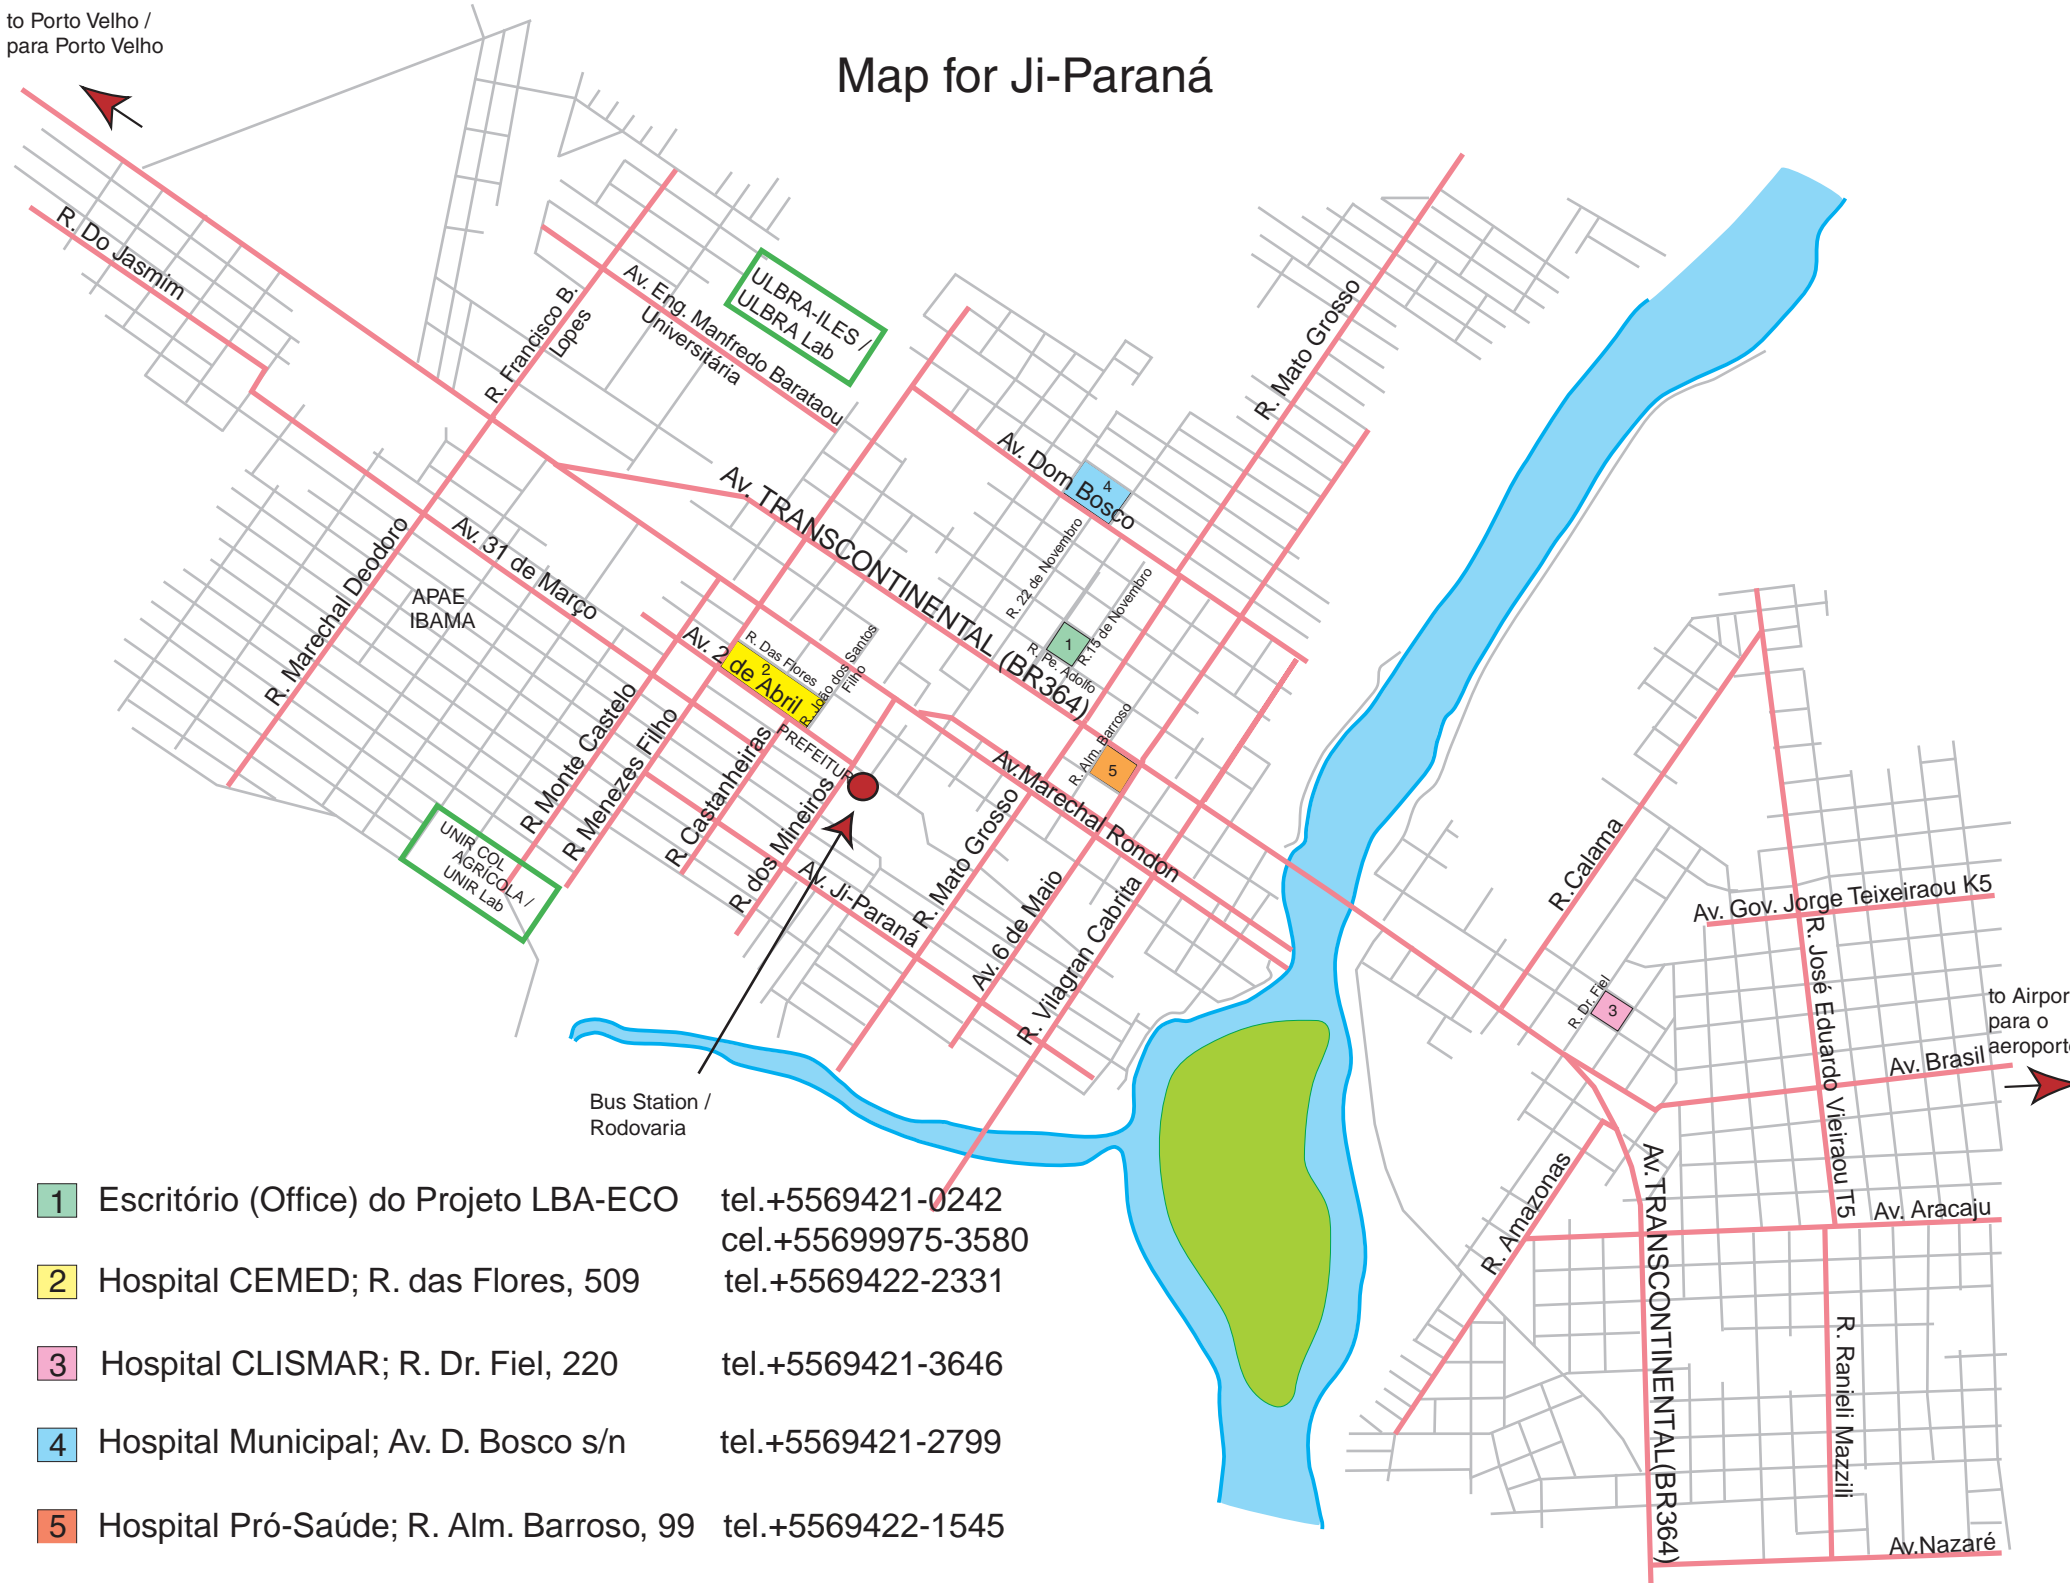 to Porto Velho /
para Porto Velho
Map for Ji-Paraná
R. Do Jasmim
R. Francisco B.
Lopes
Av. Eng. Manfredo Barataou
Universitária
ULBRA-ILES /
ULBRA Lab
R. Mato Grosso
Av. Dom Bosco
4
Av. TRANSCONTINENTAL (BR364)
R. 22 de Novembro
R.15 de Novembro
1
R. Pe. Adolfo
R. Marechal Deodoro
Av. 31 de Março
APAE
IBAMA
Av. 2 de Abril
R. Das Flores
2
R. João dos Santos
Filho
PREFEITUR
R. Monte Castelo
R. Menezes Filho
R. Castanheiras
R. dos Mineiros
R. Alm. Barroso
5
Av.Marechal Rondon
R. Mato Grosso
Av. 6 de Maio
R. Vilagran Cabrita
Av. Ji-Paraná
UNIR COL
AGRÍCOLA /
UNIR Lab
Bus Station /
Rodovaria
R.Calama
Av. Gov. Jorge Teixeiraou K5
R. José Eduardo Vieiraou T5
R. Dr. Fiel
3
to Airpor
para o
aeroport
Av. Brasil
R. Amazonas
Av.TRANSCONTINENTAL(BR364)
Av. Aracaju
R. Ranieli Mazzili
Av.Nazaré
1 Escritório (Office) do Projeto LBA-ECO tel.+5569421-0242
cel.+55699975-3580
2 Hospital CEMED; R. das Flores, 509 tel.+5569422-2331
3 Hospital CLISMAR; R. Dr. Fiel, 220 tel.+5569421-3646
4 Hospital Municipal; Av. D. Bosco s/n tel.+5569421-2799
5 Hospital Pró-Saúde; R. Alm. Barroso, 99 tel.+5569422-1545